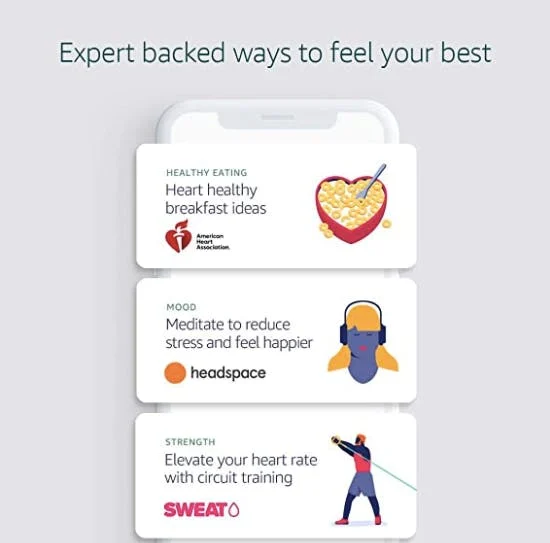 Expert backed ways to feel your best
HEALTHY EATING
Heart healthy
breakfast ideas
American
Heart
Association.
MOOD
Meditate to reduce
stress and feel happier
headspace
STRENGTH
Elevate your heart rate
with circuit training
SWEAT